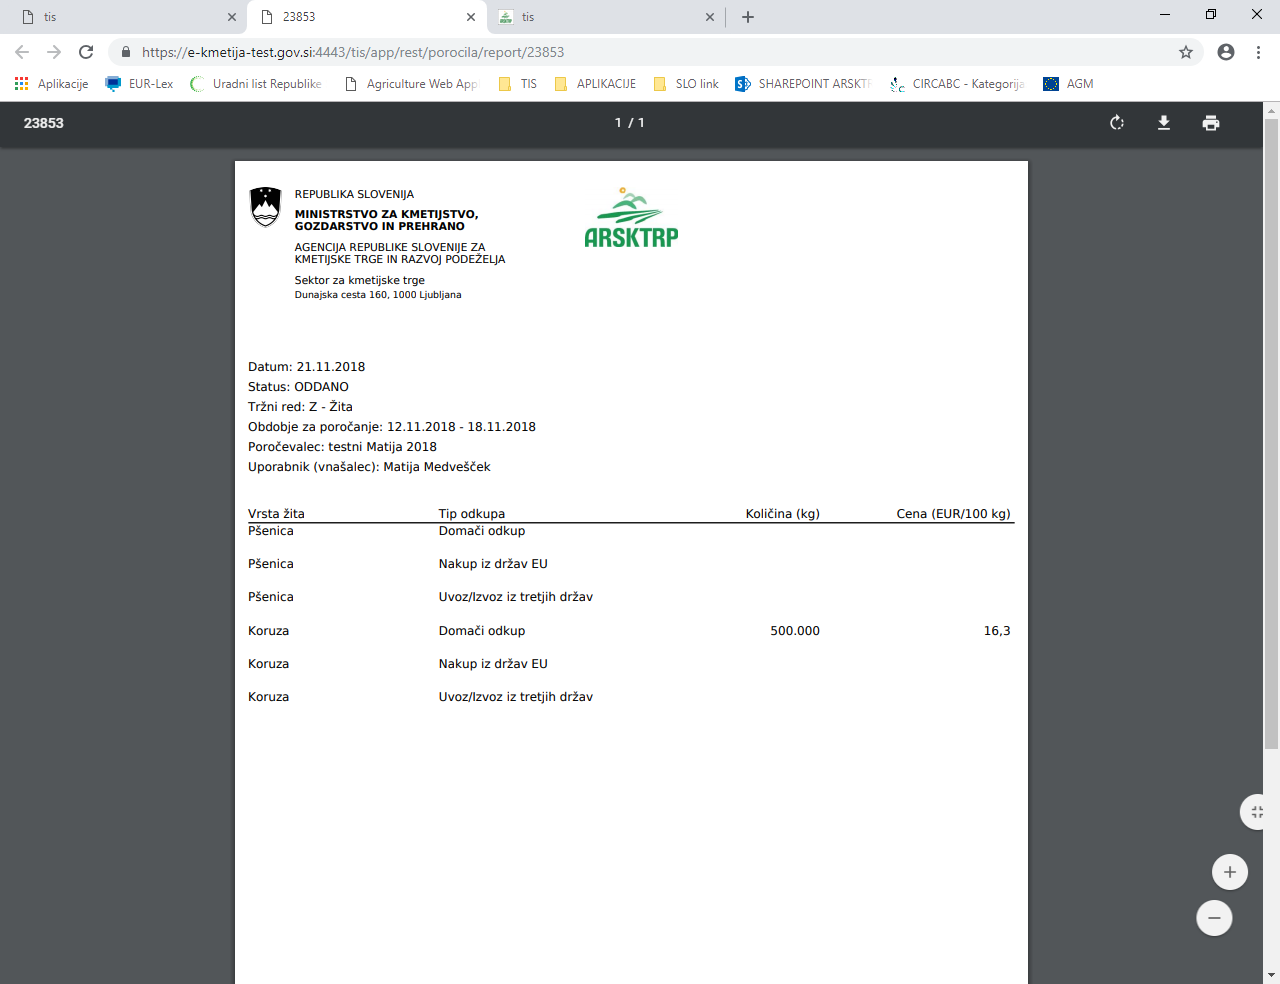 tis
23853
tis
https://e-kmetija-test.gov.si:4443/tis/app/rest/porocila/report/23853
Aplikacije
EUR-Lex
Uradni list Republike
Agriculture Web App
TIS
APLIKACIJE
SLO link
SHAREPOINT ARSKTR
CIRCABC - Kategorija
AGM
23853
1 / 1
REPUBLIKA SLOVENIJA
MINISTRSTVO ZA KMETIJSTVO,
GOZDARSTVO IN PREHRANO
AGENCIJA REPUBLIKE SLOVENIJE ZA
KMETIJSKE TRGE IN RAZVOJ PODEŽELJA
Sektor za kmetijske trge
Dunajska cesta 160, 1000 Ljubljana
ARSKTRP
Datum: 21.11.2018
Status: ODDANO
Tržni red: Z - Žita
Obdobje za poročanje: 12.11.2018 - 18.11.2018
Poročevalec: testni Matija 2018
Uporabnik (vnašalec): Matija Medvešček
Vrsta žita Tip odkupa Količina (kg) Cena (EUR/100 kg)
Pšenica Domači odkup
Pšenica Nakup iz držav EU
Pšenica Uvoz/Izvoz iz tretjih držav
Koruza Domači odkup 500.000 16,3
Koruza Nakup iz držav EU
Koruza Uvoz/Izvoz iz tretjih držav